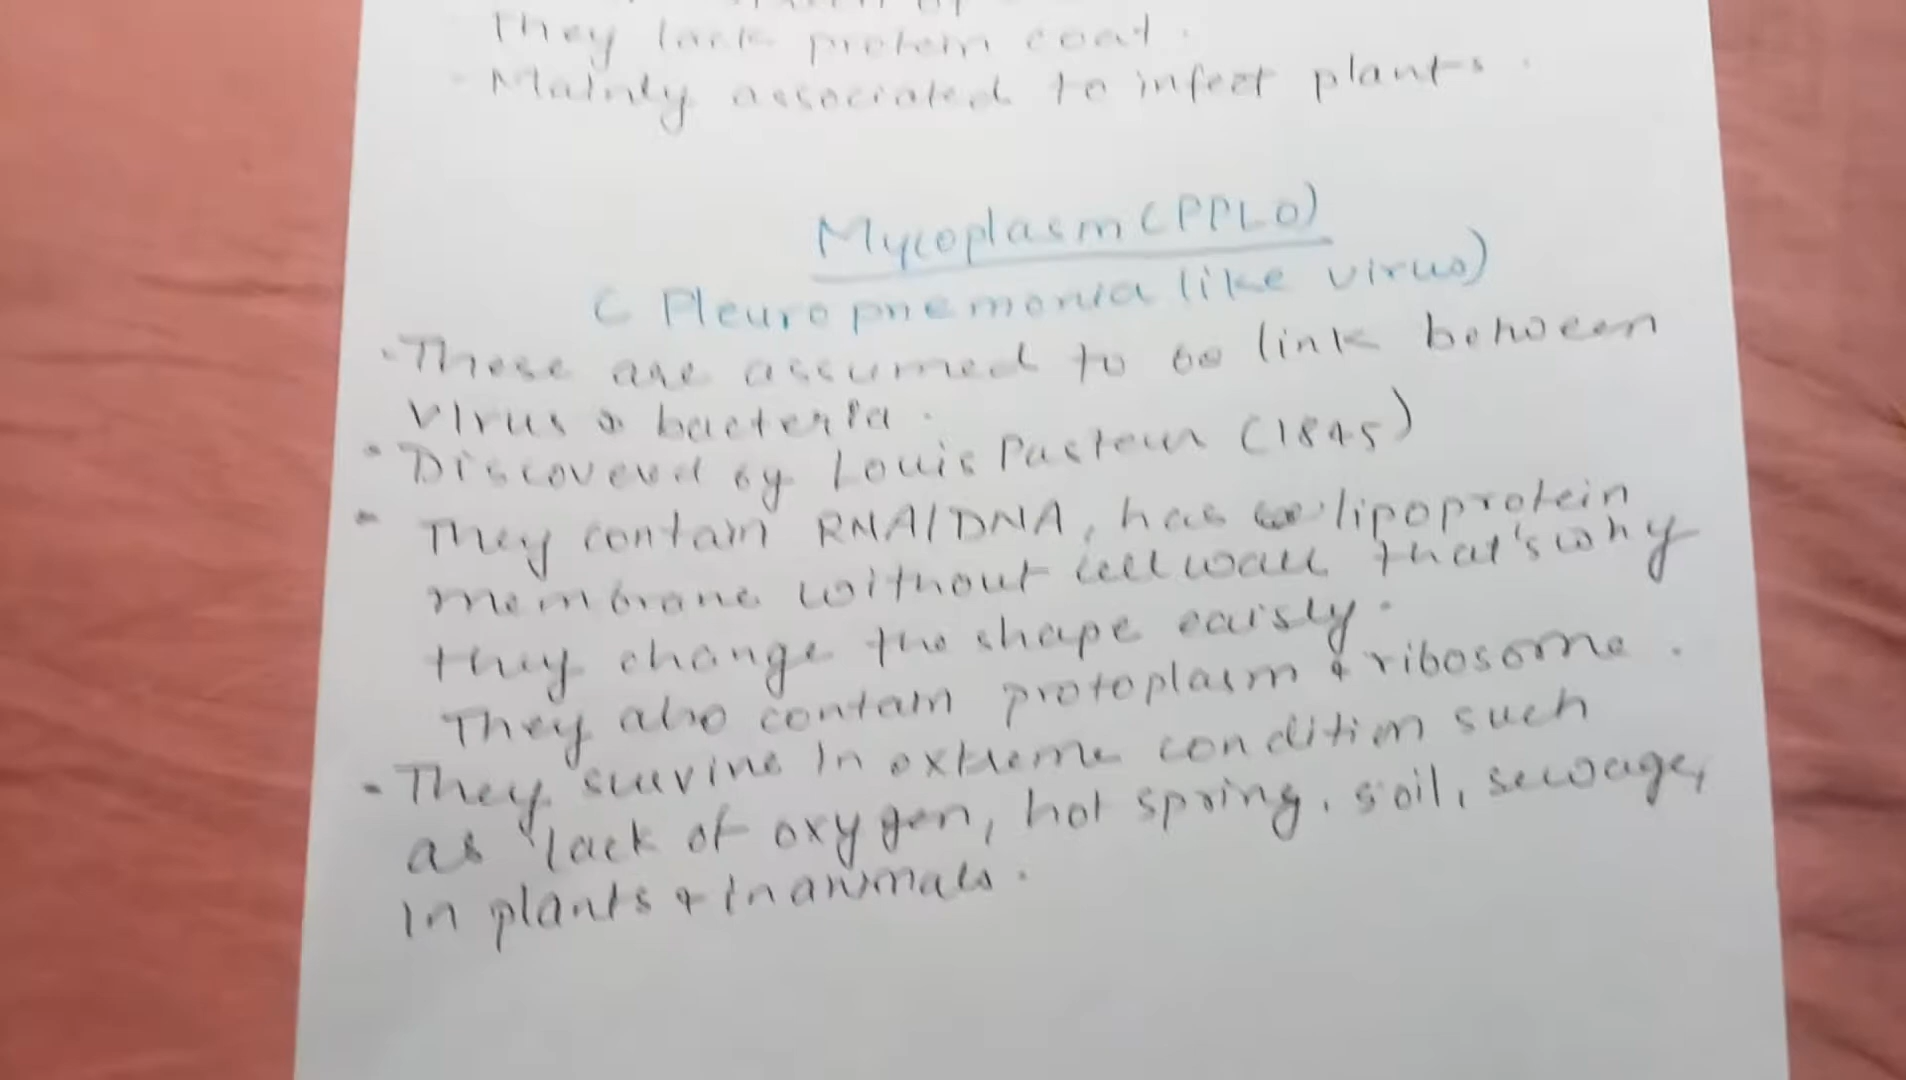 They lack protein coat.
- Mainly associated to infect plants.
Mycoplasm (PPLO)
( Pleuropnemonia like virus)
• These are assumed to be link between
virus & bacteria.
• Discoverd by Louis Pasteur (1845)
• They contain RNA/DNA, has lipoprotein
membrane without cell wall that's why
they change the shape eaisly.
They also contain protoplasm & ribosome.
• They survine in extreme condition such
as lack of oxygen, hot spring, soil, sewage,
in plants & in animals.